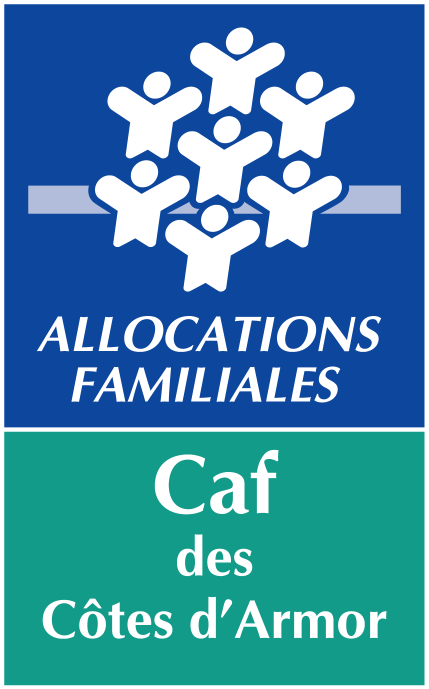 ALLOCATIONS
FAMILIALES
Caf
des
Côtes d’Armor